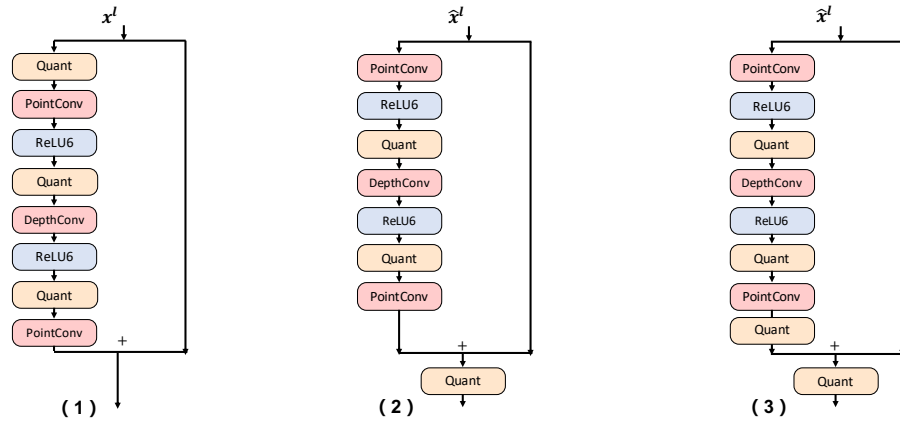 x^l
Quant
PointConv
ReLU6
Quant
DepthConv
ReLU6
Quant
PointConv
+
(1)
x̂^l
PointConv
ReLU6
Quant
DepthConv
ReLU6
Quant
PointConv
+
Quant
(2)
x̂^l
PointConv
ReLU6
Quant
DepthConv
ReLU6
Quant
PointConv
Quant
+
Quant
(3)